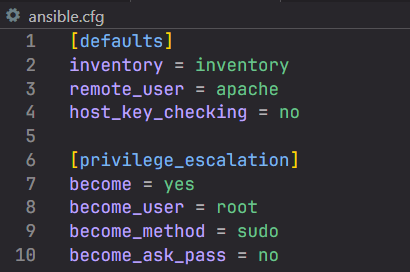 ansible.cfg
1 [defaults]
2 inventory = inventory
3 remote_user = apache
4 host_key_checking = no
5
6 [privilege_escalation]
7 become = yes
8 become_user = root
9 become_method = sudo
10 become_ask_pass = no